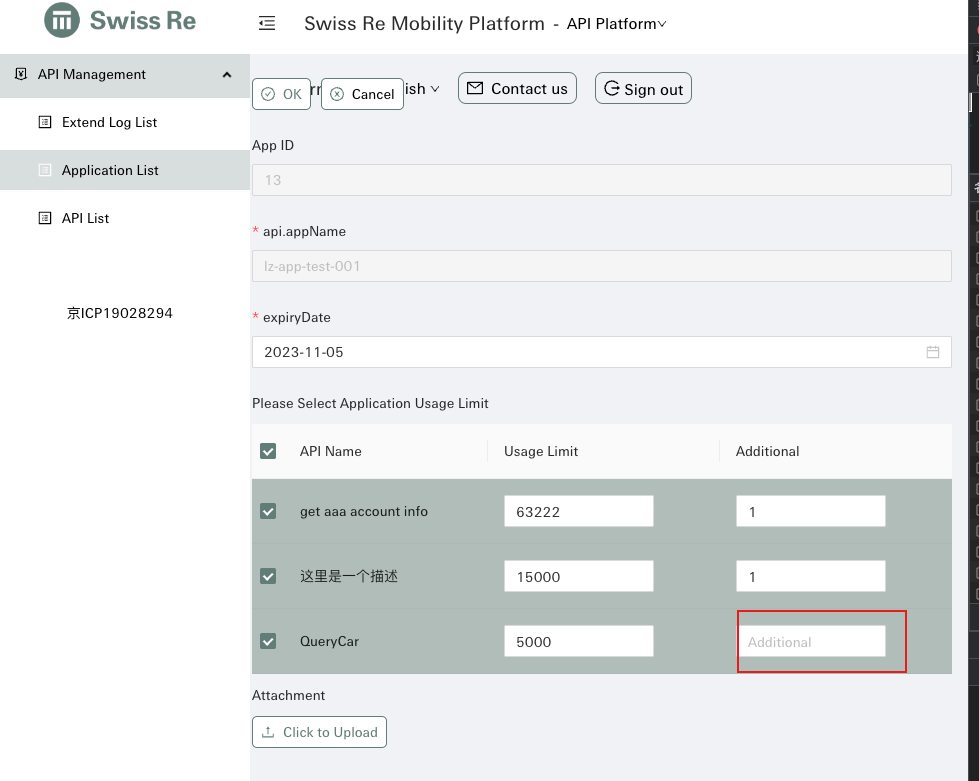 Swiss Re
Swiss Re Mobility Platform - API Platform
API Management
OK
Cancel
ish
Contact us
Sign out
Extend Log List
Application List
API List
京ICP19028294
App ID
13
* api.appName
lz-app-test-001
* expiryDate
2023-11-05
Please Select Application Usage Limit
API Name Usage Limit Additional
get aaa account info 63222 1
这里是一个描述 15000 1
QueryCar 5000 Additional
Attachment
Click to Upload